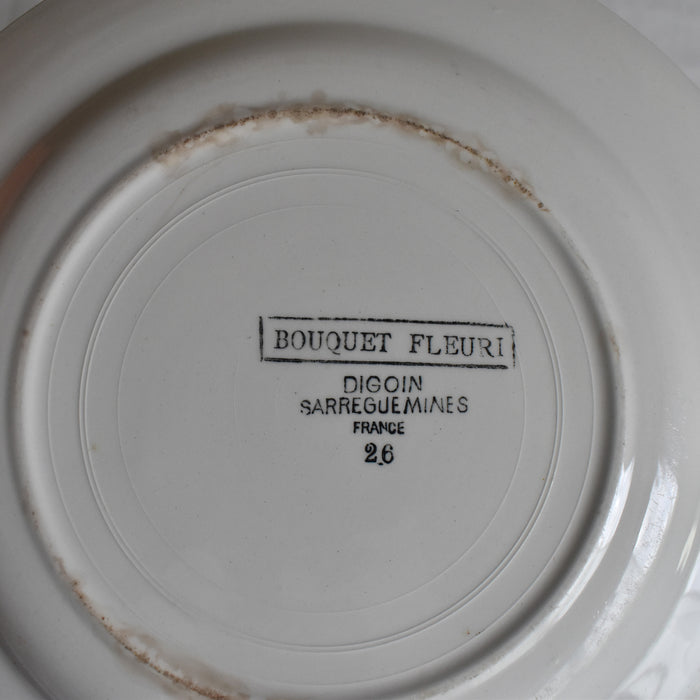 BOUQUET FLEURI
DIGOIN
SARREGUEMINES
FRANCE
26